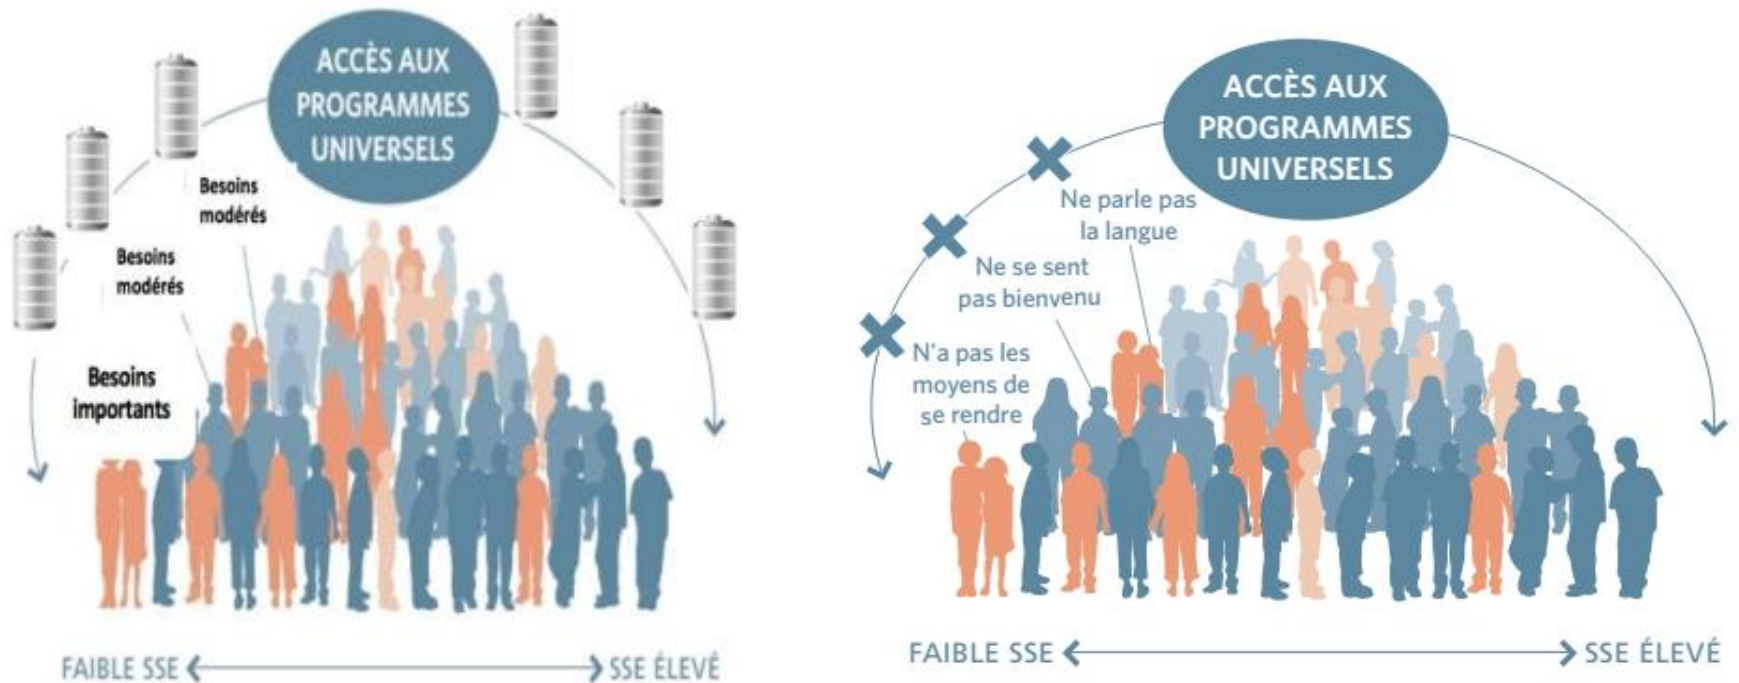 ACCÈS AUX
PROGRAMMES
UNIVERSELS
Besoins
modérés
Besoins
modérés
Besoins
importants
FAIBLE SSE
SSE ÉLEVÉ
ACCÈS AUX
PROGRAMMES
UNIVERSELS
Ne parle pas
la langue
Ne se sent
pas bienvenu
N'a pas les
moyens de
se rendre
FAIBLE SSE
SSE ÉLEVÉ